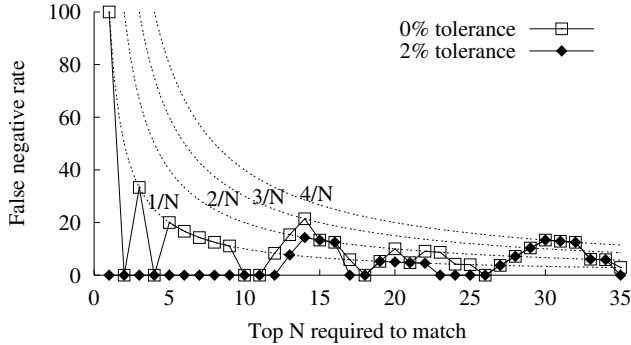 100
80
60
40
20
0
False negative rate
0% tolerance
2% tolerance
1/N
2/N
3/N
4/N
0 5 10 15 20 25 30 35
Top N required to match